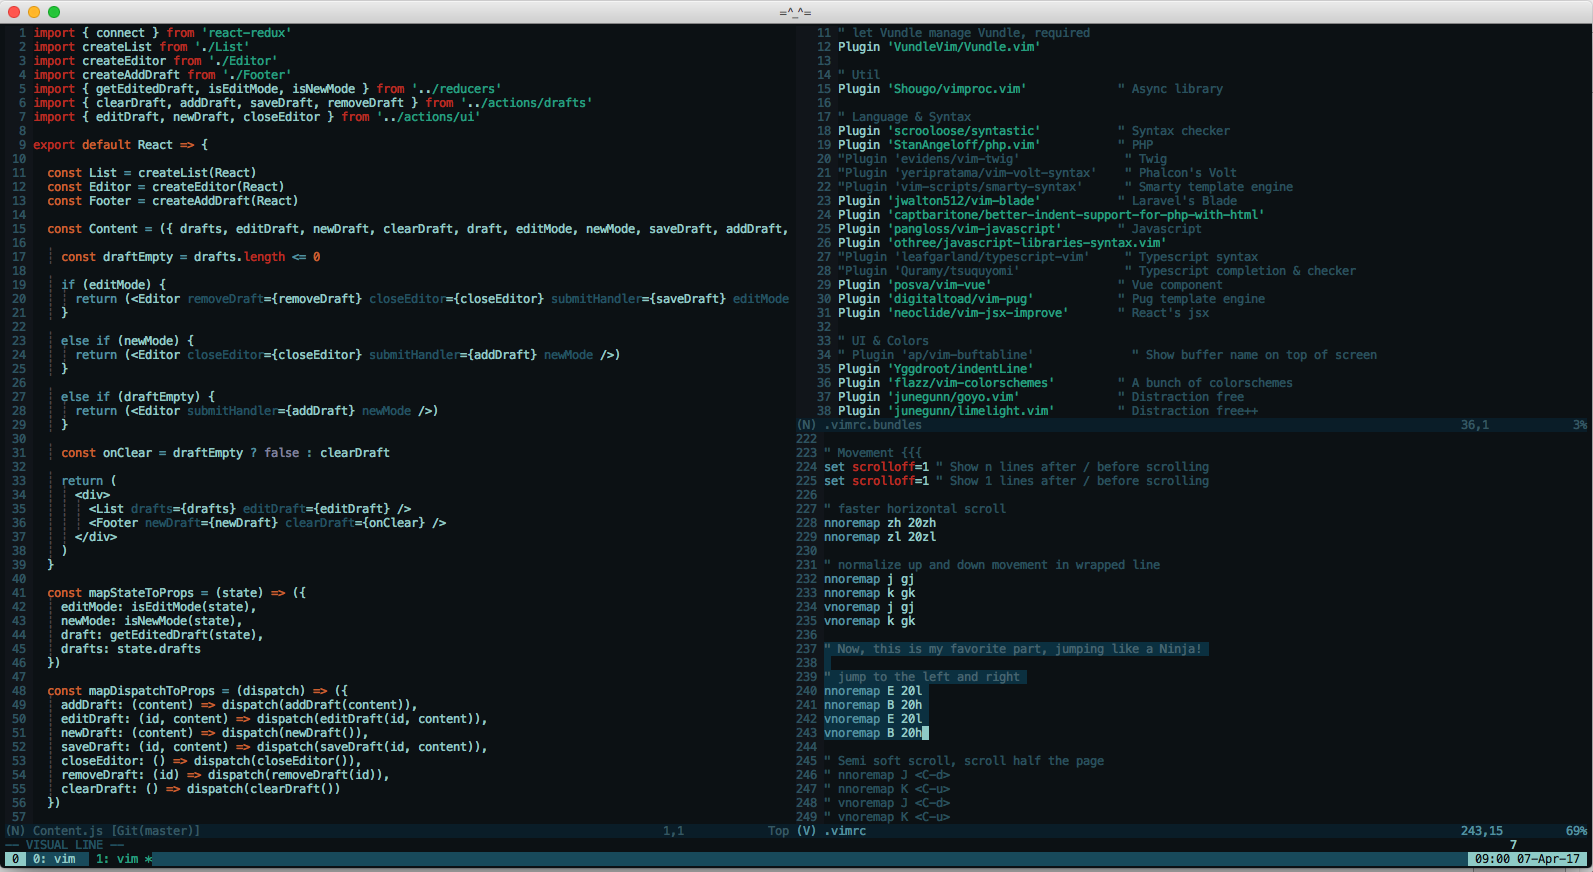 =^_^=
1 import { connect } from 'react-redux'
2 import createList from './List'
3 import createEditor from './Editor'
4 import createAddDraft from './Footer'
5 import { getEditedDraft, isEditMode, isNewMode } from '../reducers'
6 import { clearDraft, addDraft, saveDraft, removeDraft } from '../actions/drafts'
7 import { editDraft, newDraft, closeEditor } from '../actions/ui'
8
9 export default React => {
10
11 const List = createList(React)
12 const Editor = createEditor(React)
13 const Footer = createAddDraft(React)
14
15 const Content = ({ drafts, editDraft, newDraft, clearDraft, draft, editMode, newMode, saveDraft, addDraft,
16
17 const draftEmpty = drafts.length <= 0
18
19 if (editMode) {
20 return (<Editor removeDraft={removeDraft} closeEditor={closeEditor} submitHandler={saveDraft} editMode
21 }
22
23 else if (newMode) {
24 return (<Editor closeEditor={closeEditor} submitHandler={addDraft} newMode />)
25 }
26
27 else if (draftEmpty) {
28 return (<Editor submitHandler={addDraft} newMode />)
29 }
30
31 const onClear = draftEmpty ? false : clearDraft
32
33 return (
34 <div>
35 <List drafts={drafts} editDraft={editDraft} />
36 <Footer newDraft={newDraft} clearDraft={onClear} />
37 </div>
38 )
39 }
40
41 const mapStateToProps = (state) => ({
42 editMode: isEditMode(state),
43 newMode: isNewMode(state),
44 draft: getEditedDraft(state),
45 drafts: state.drafts
46 })
47
48 const mapDispatchToProps = (dispatch) => ({
49 addDraft: (content) => dispatch(addDraft(content)),
50 editDraft: (id, content) => dispatch(editDraft(id, content)),
51 newDraft: (content) => dispatch(newDraft()),
52 saveDraft: (id, content) => dispatch(saveDraft(id, content)),
53 closeEditor: () => dispatch(closeEditor()),
54 removeDraft: (id) => dispatch(removeDraft(id)),
55 clearDraft: () => dispatch(clearDraft())
56 })
57
(N) Content.js [Git(master)] 1,1 Top
11 " let Vundle manage Vundle, required
12 Plugin 'VundleVim/Vundle.vim'
13
14 " Util
15 Plugin 'Shougo/vimproc.vim' " Async library
16
17 " Language & Syntax
18 Plugin 'scrooloose/syntastic' " Syntax checker
19 Plugin 'StanAngeloff/php.vim' " PHP
20 "Plugin 'evidens/vim-twig' " Twig
21 "Plugin 'yeripratama/vim-volt-syntax' " Phalcon's Volt
22 "Plugin 'vim-scripts/smarty-syntax' " Smarty template engine
23 Plugin 'jwalton512/vim-blade' " Laravel's Blade
24 Plugin 'captbaritone/better-indent-support-for-php-with-html'
25 Plugin 'pangloss/vim-javascript' " Javascript
26 Plugin 'othree/javascript-libraries-syntax.vim'
27 "Plugin 'leafgarland/typescript-vim' " Typescript syntax
28 "Plugin 'Quramy/tsuquyomi' " Typescript completion & checker
29 Plugin 'posva/vim-vue' " Vue component
30 Plugin 'digitaltoad/vim-pug' " Pug template engine
31 Plugin 'neoclide/vim-jsx-improve' " React's jsx
32
33 " UI & Colors
34 " Plugin 'ap/vim-buftabline' " Show buffer name on top of screen
35 Plugin 'Yggdroot/indentLine'
36 Plugin 'flazz/vim-colorschemes' " A bunch of colorschemes
37 Plugin 'junegunn/goyo.vim' " Distraction free
38 Plugin 'junegunn/limelight.vim' " Distraction free++
(N) .vimrc.bundles 36,1 3%
222
223 " Movement {{{
224 set scrolloff=1 " Show n lines after / before scrolling
225 set scrolloff=1 " Show 1 lines after / before scrolling
226
227 " faster horizontal scroll
228 nnoremap zh 20zh
229 nnoremap zl 20zl
230
231 " normalize up and down movement in wrapped line
232 nnoremap j gj
233 nnoremap k gk
234 vnoremap j gj
235 vnoremap k gk
236
237 " Now, this is my favorite part, jumping like a Ninja!
238
239 " jump to the left and right
240 nnoremap E 20l
241 nnoremap B 20h
242 vnoremap E 20l
243 vnoremap B 20h
244
245 " Semi soft scroll, scroll half the page
246 " nnoremap J <C-d>
247 " nnoremap K <C-u>
248 " vnoremap J <C-d>
249 " vnoremap K <C-u>
(V) .vimrc 243,15 69%
-- VISUAL LINE -- 7
0 0: vim 1: vim * 09:00 07-Apr-17